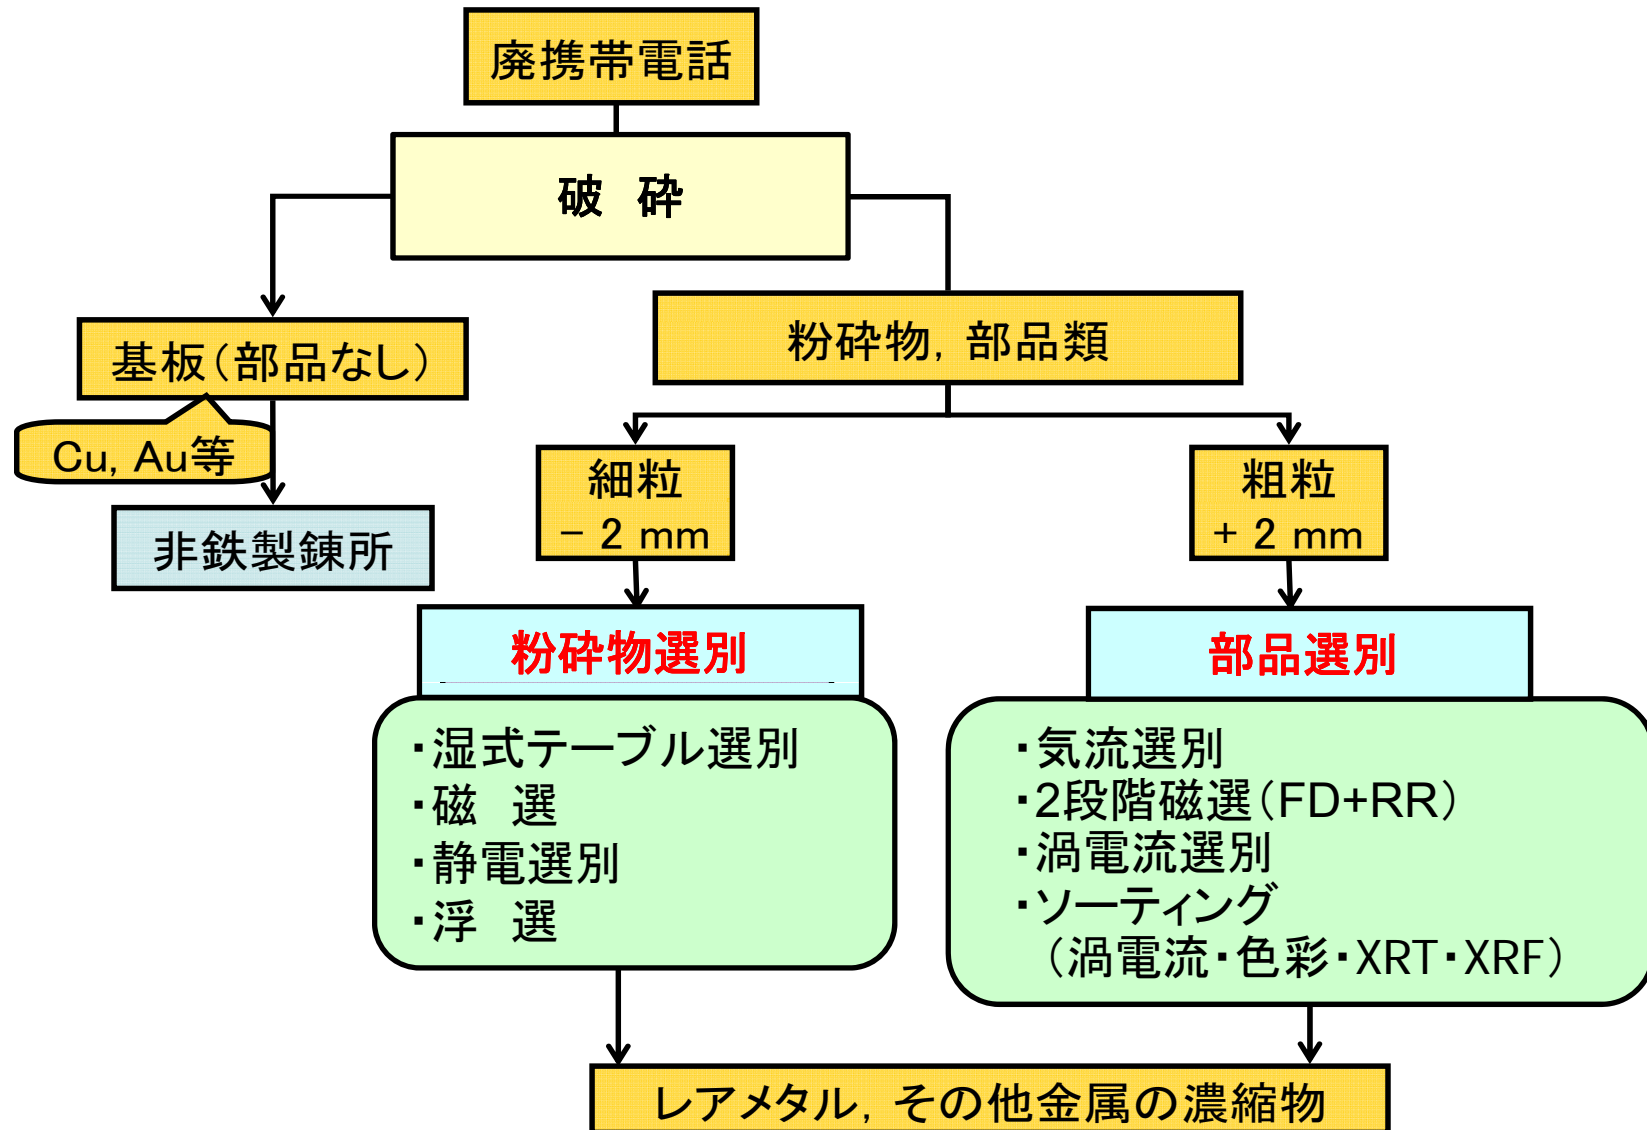 廃携帯電話
破　砕
基板（部品なし）
粉砕物, 部品類
Cu, Au等
非鉄製錬所
細粒
− 2 mm
粗粒
+ 2 mm
粉砕物選別
部品選別
・湿式テーブル選別
・磁　選
・静電選別
・浮　選
・気流選別
・2段階磁選（FD+RR）
・渦電流選別
・ソーティング
（渦電流・色彩・XRT・XRF）
レアメタル, その他金属の濃縮物